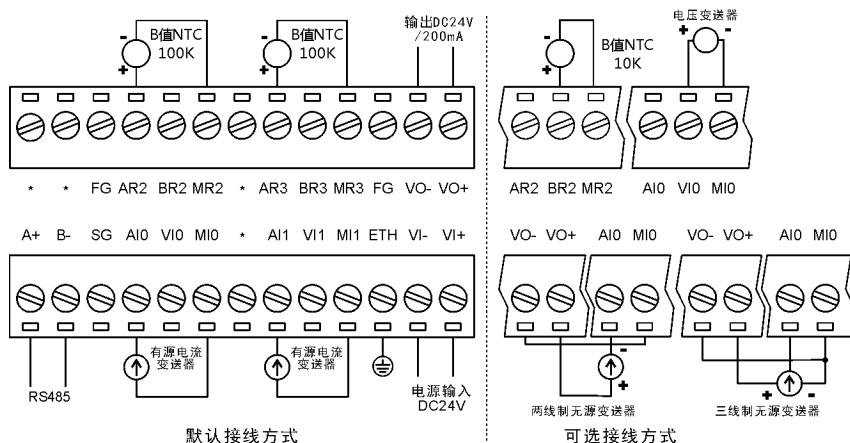 B值NTC
100K
B值NTC
100K
输出DC24V
/200mA
* * FG AR2 BR2 MR2 * AR3 BR3 MR3 FG VO- VO+
A+ B- SG AI0 VI0 MI0 * AI1 VI1 MI1 ETH VI- VI+
RS485
有源电流
变送器
有源电流
变送器
电源输入
DC24V
默认接线方式
B值NTC
10K
电压变送器
AR2 BR2 MR2
AI0 VI0 MI0
VO- VO+ AI0 MI0
VO- VO+ AI0 MI0
两线制无源变送器
三线制无源变送器
可选接线方式